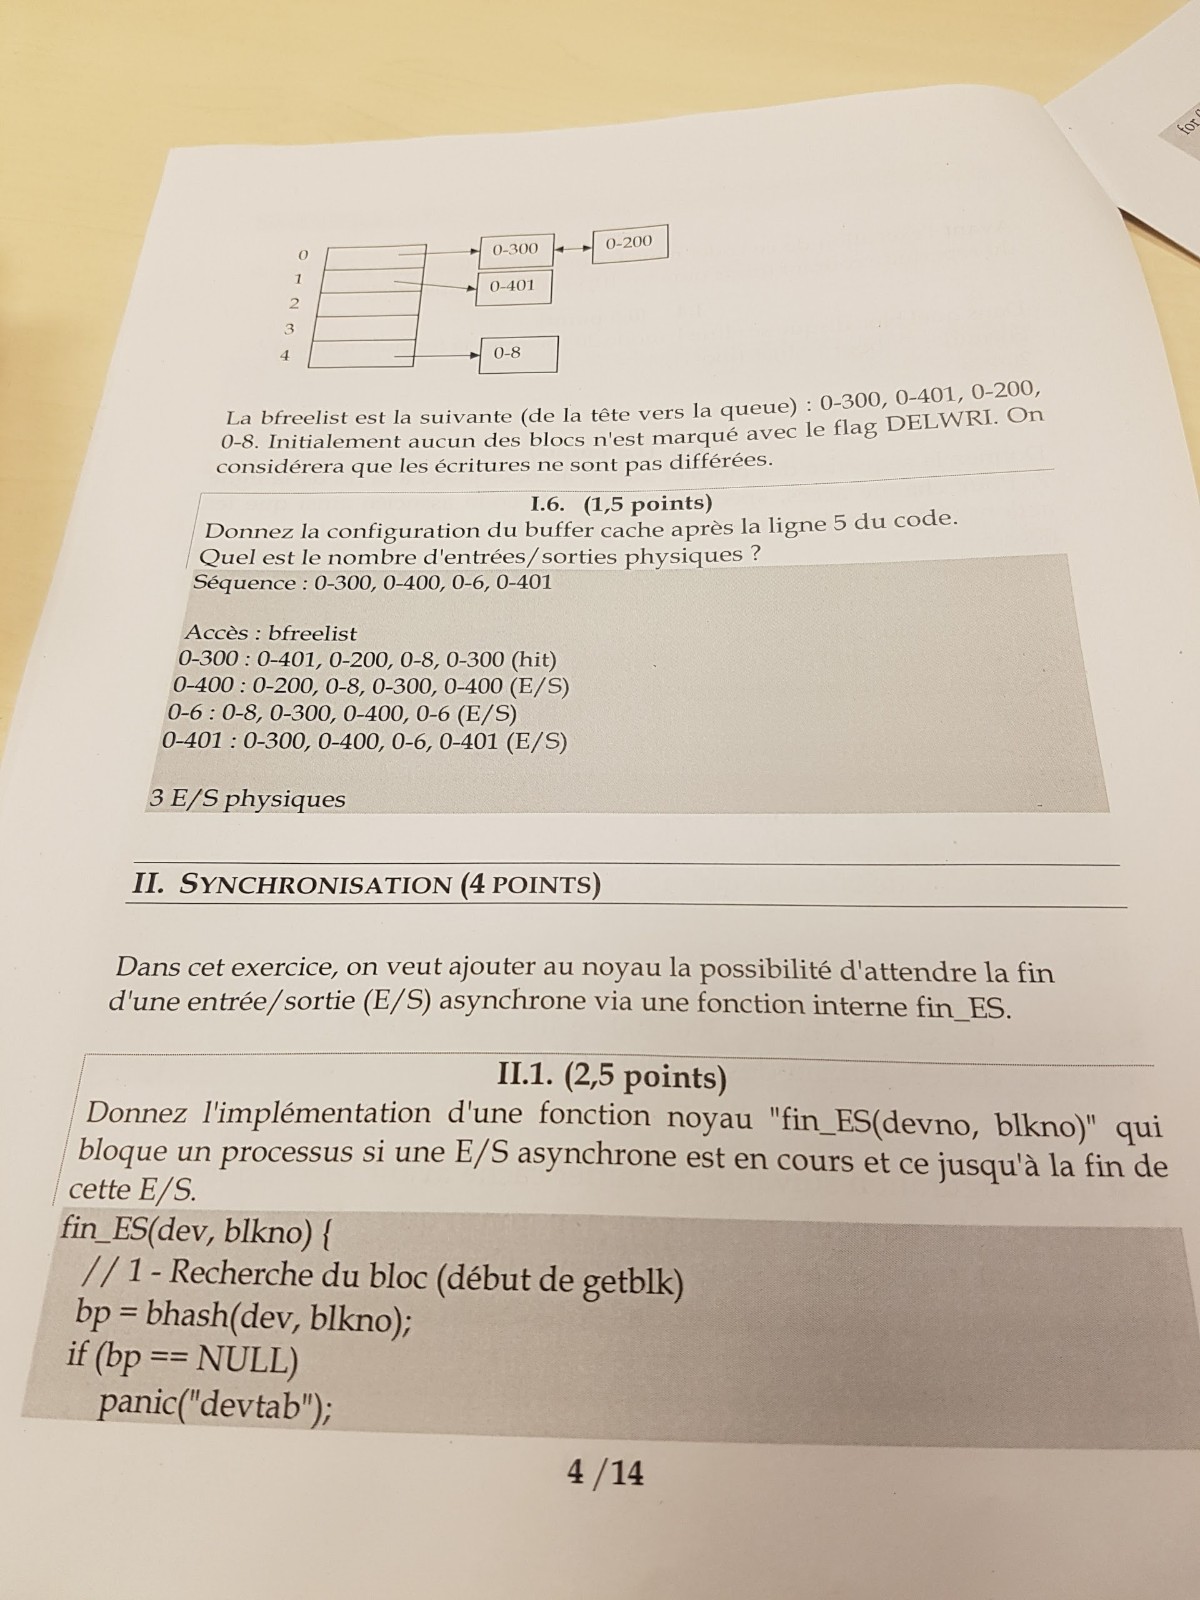 for
0
0-300
0-200
1
0-401
2
3
4
0-8
La bfreelist est la suivante (de la tête vers la queue) : 0-300, 0-401, 0-200,
0-8. Initialement aucun des blocs n'est marqué avec le flag DELWRI. On
considérera que les écritures ne sont pas différées.
I.6. (1,5 points)
Donnez la configuration du buffer cache après la ligne 5 du code.
Quel est le nombre d'entrées/sorties physiques ?
Séquence : 0-300, 0-400, 0-6, 0-401
Accès : bfreelist
0-300 : 0-401, 0-200, 0-8, 0-300 (hit)
0-400 : 0-200, 0-8, 0-300, 0-400 (E/S)
0-6 : 0-8, 0-300, 0-400, 0-6 (E/S)
0-401 : 0-300, 0-400, 0-6, 0-401 (E/S)
3 E/S physiques
II. SYNCHRONISATION (4 POINTS)
Dans cet exercice, on veut ajouter au noyau la possibilité d'attendre la fin
d'une entrée/sortie (E/S) asynchrone via une fonction interne fin_ES.
II.1. (2,5 points)
Donnez l'implémentation d'une fonction noyau "fin_ES(devno, blkno)" qui
bloque un processus si une E/S asynchrone est en cours et ce jusqu'à la fin de
cette E/S.
fin_ES(dev, blkno) {
// 1 - Recherche du bloc (début de getblk)
bp = bhash(dev, blkno);
if (bp == NULL)
panic("devtab");
4 /14